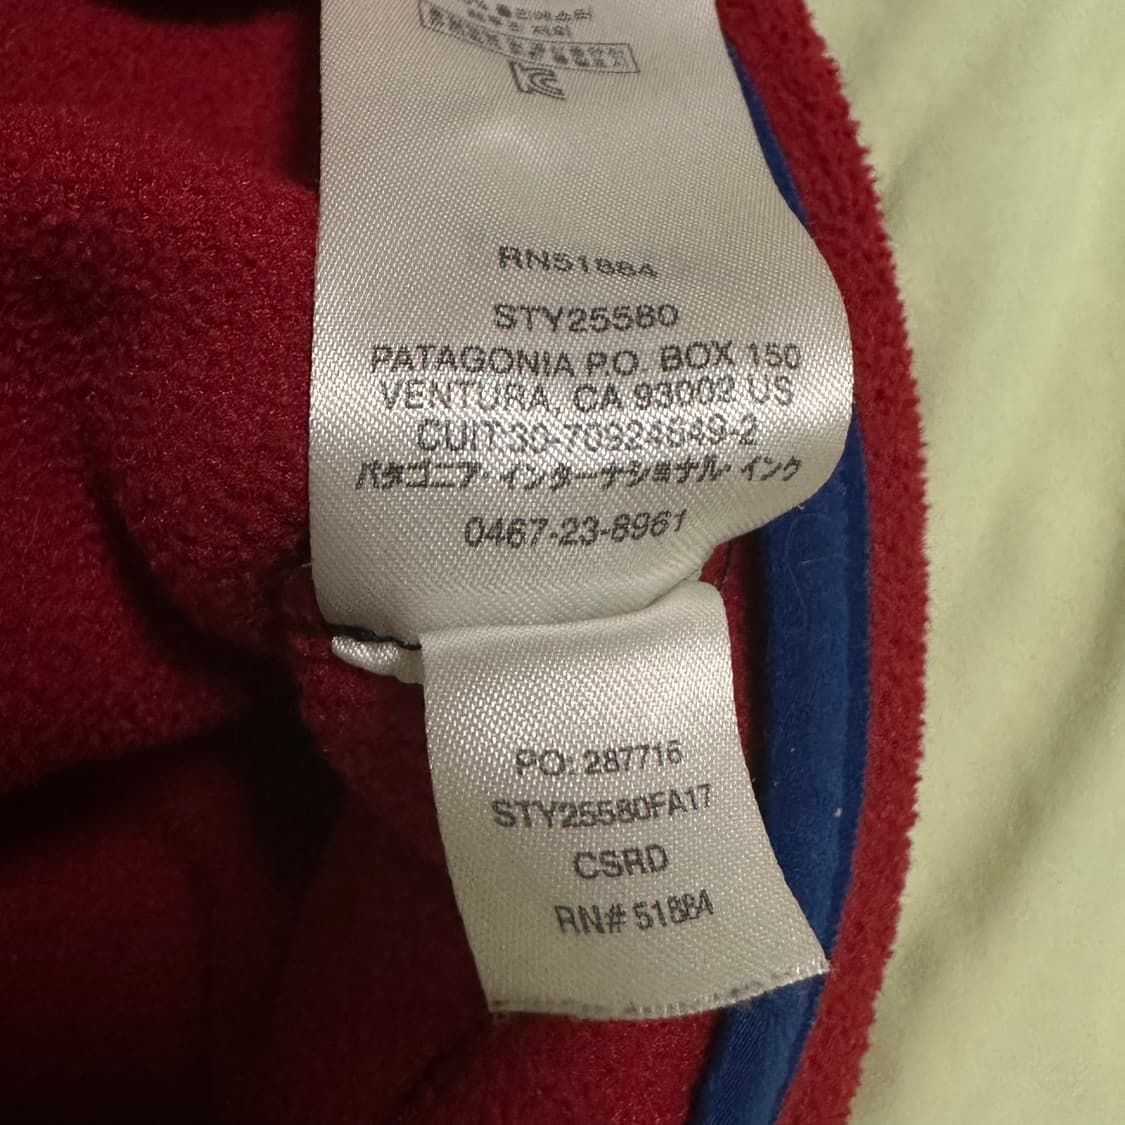 RN51884
STY25580
PATAGONIA P.O. BOX 150
VENTURA, CA 93002 US
CUIT:30-70924649-2
パタゴニア・インターナショナル・インク
0467-23-8961
PO: 287716
STY25580FA17
CSRD
RN# 51884